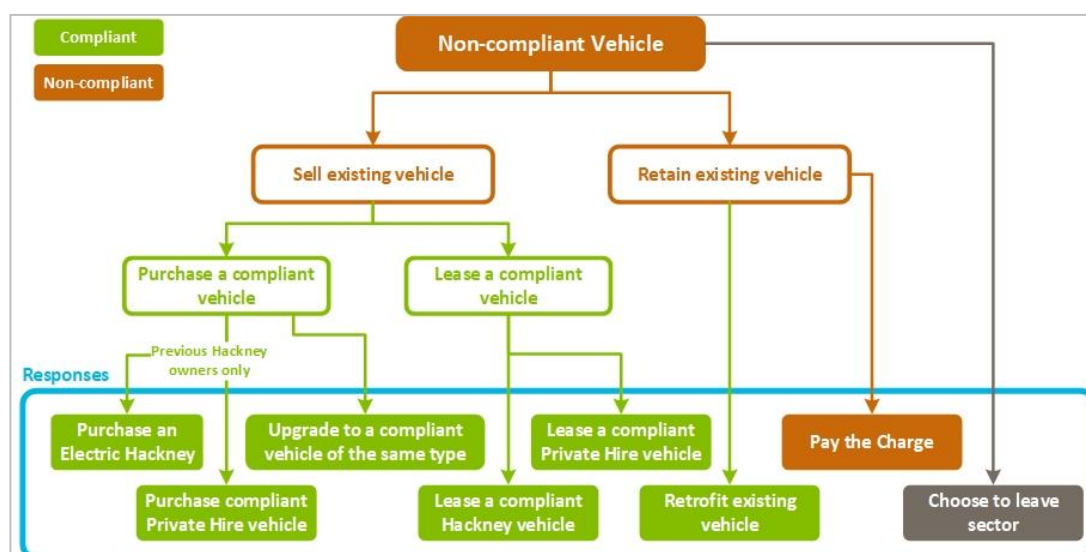 Compliant
Non-compliant
Non-compliant Vehicle
Sell existing vehicle
Retain existing vehicle
Purchase a compliant
vehicle
Lease a compliant
vehicle
Previous Hackney
owners only
Responses
Purchase an
Electric Hackney
Upgrade to a compliant
vehicle of the same type
Lease a compliant
Private Hire vehicle
Pay the Charge
Purchase compliant
Private Hire vehicle
Lease a compliant
Hackney vehicle
Retrofit existing
vehicle
Choose to leave
sector